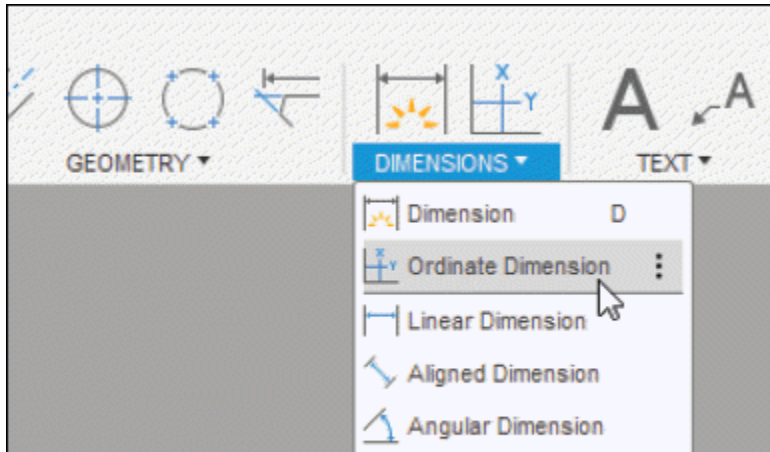 X
Y
A
A
GEOMETRY
DIMENSIONS
TEXT
Dimension D
X
Y
Ordinate Dimension
Linear Dimension
Aligned Dimension
Angular Dimension